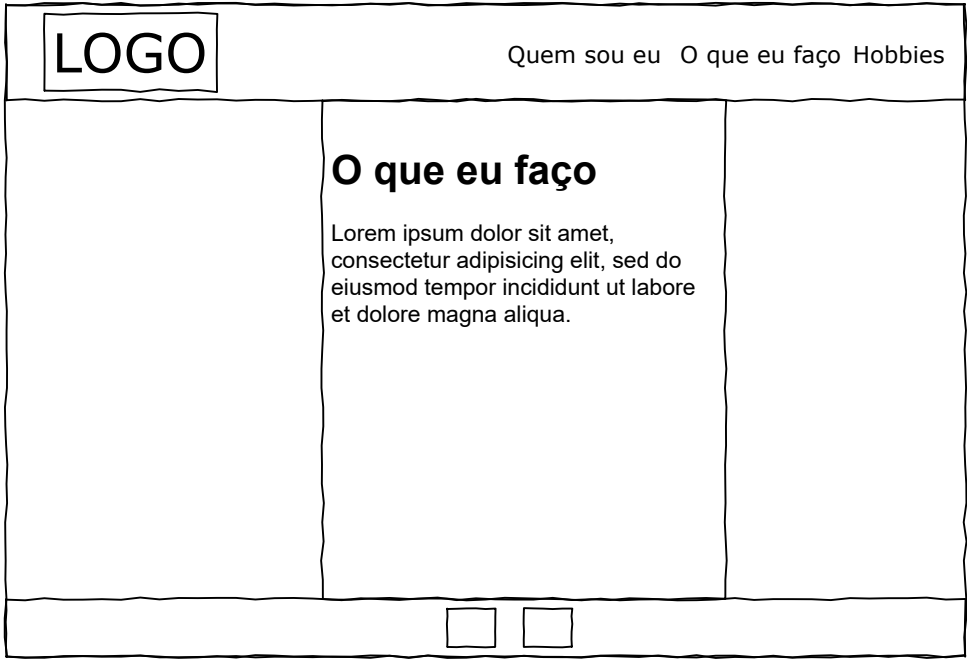 LOGO
Quem sou eu O que eu faço Hobbies
O que eu faço
Lorem ipsum dolor sit amet,
consectetur adipisicing elit, sed do
eiusmod tempor incididunt ut labore
et dolore magna aliqua.